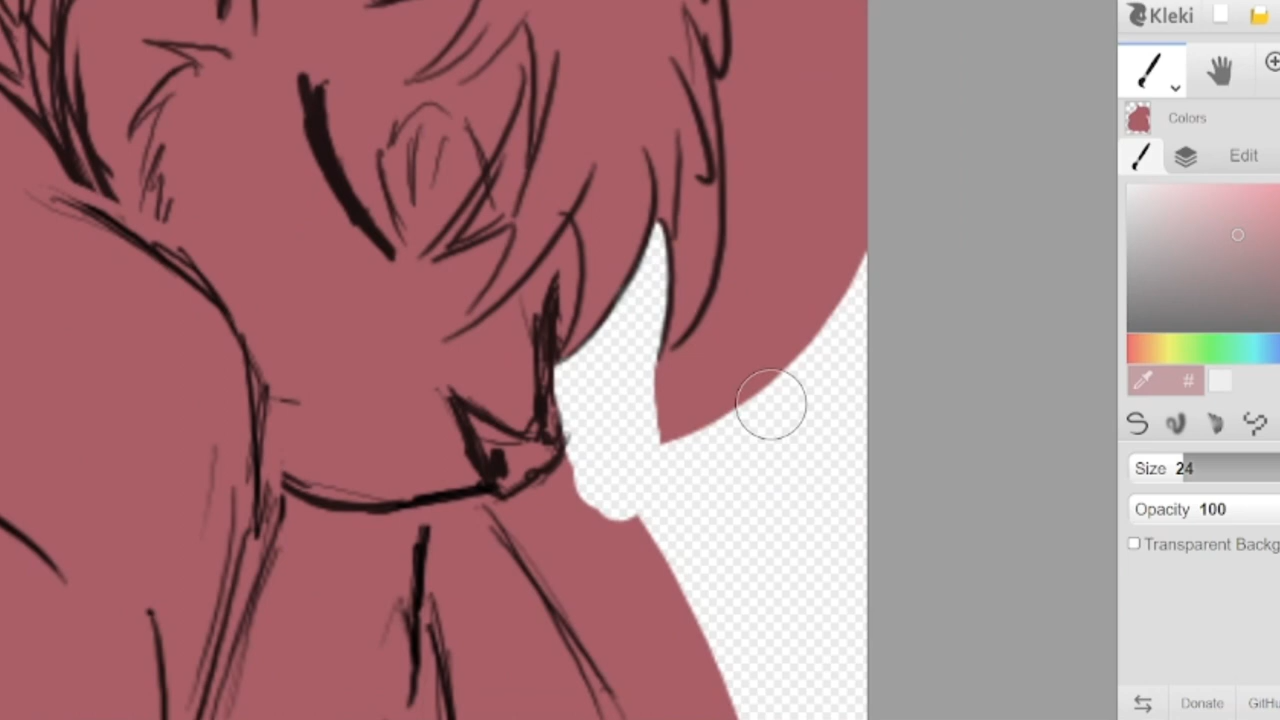 Kleki
Colors
Edit
#
Size 24
Opacity 100
Transparent Backg
Donate
GitHu